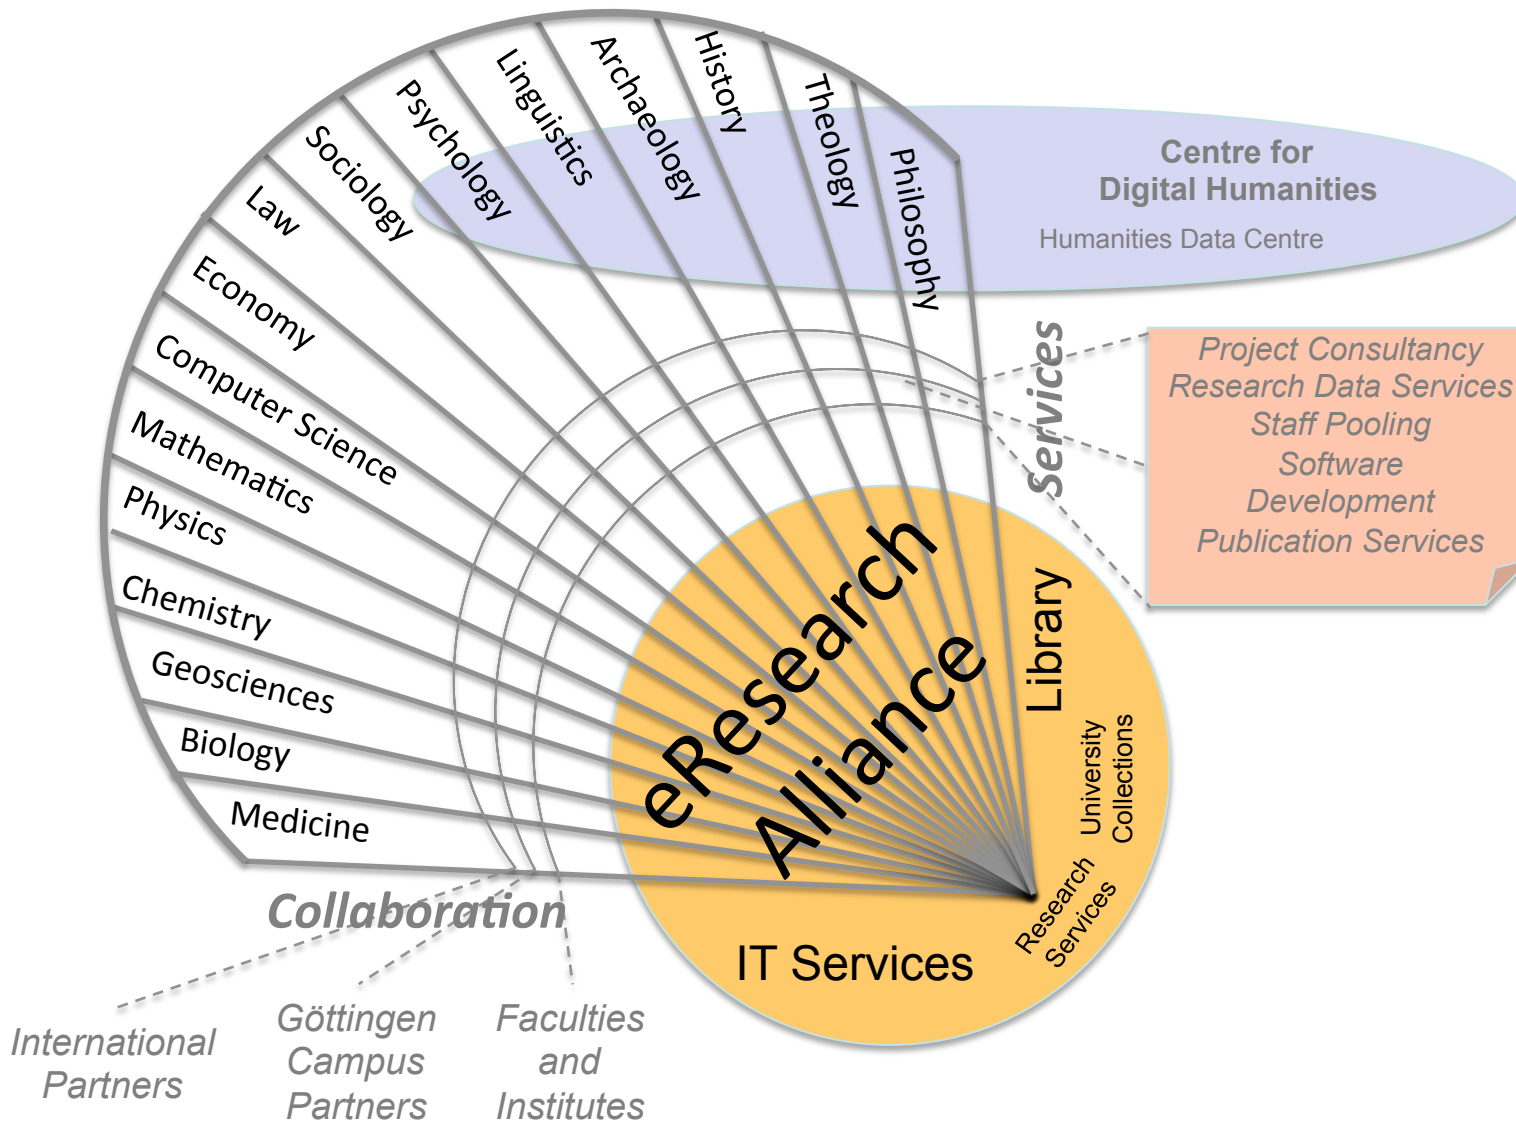 History
Archaeology
Linguistics
Psychology
Sociology
Law
Economy
Computer Science
Mathematics
Physics
Chemistry
Geosciences
Biology
Medicine
Theology
Philosophy
Centre for
Digital Humanities
Humanities Data Centre
Services
Project Consultancy
Research Data Services
Staff Pooling
Software
Development
Publication Services
eResearch
Alliance
Library
University
Collections
Research
Services
IT Services
Collaboration
International
Partners
Göttingen
Campus
Partners
Faculties
and
Institutes